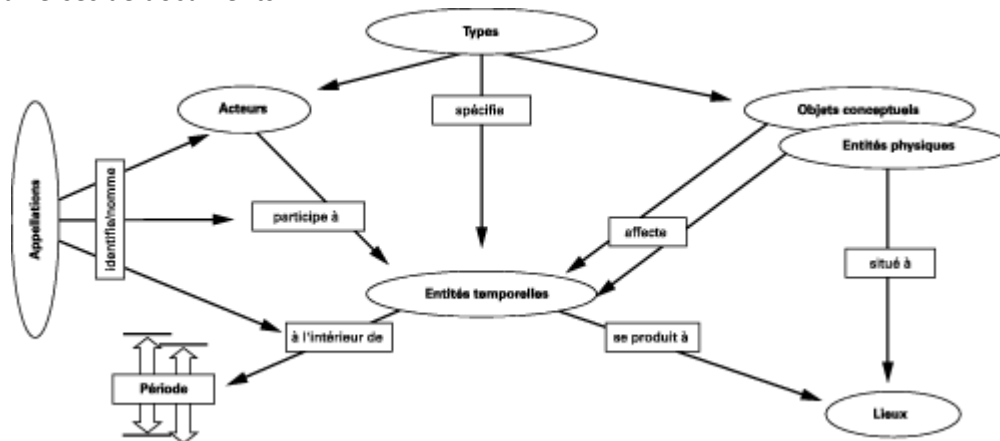 Types
Acteurs
spécifie
Objets conceptuels
Entités physiques
Appellations
identifie/nomme
participe à
affecte
situé à
Entités temporelles
à l'intérieur de
se produit à
Période
Lieux